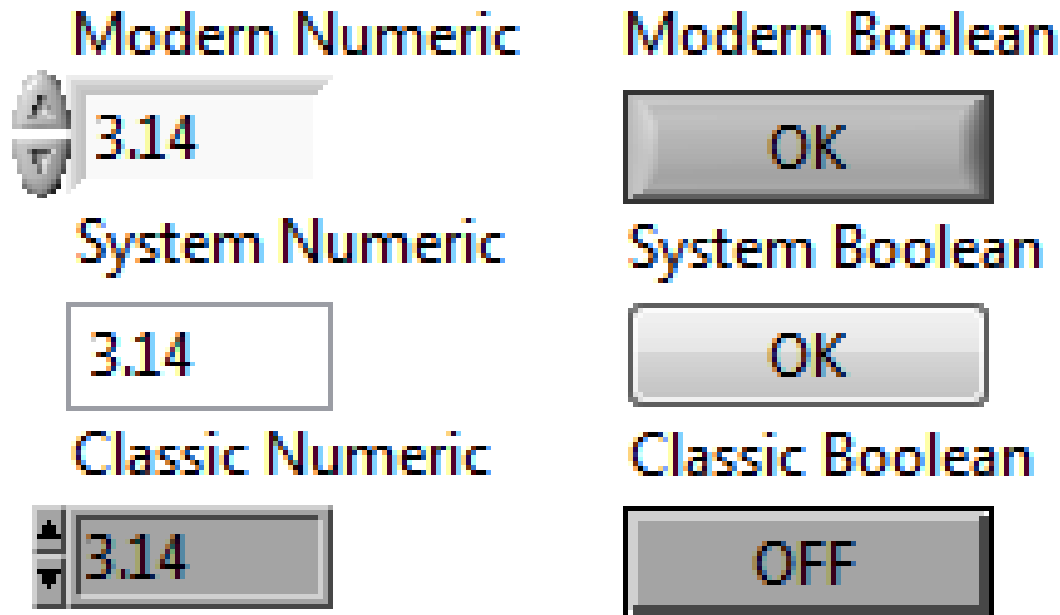 Modern Numeric
Modern Boolean
3.14
OK
System Numeric
System Boolean
3.14
OK
Classic Numeric
Classic Boolean
3.14
OFF